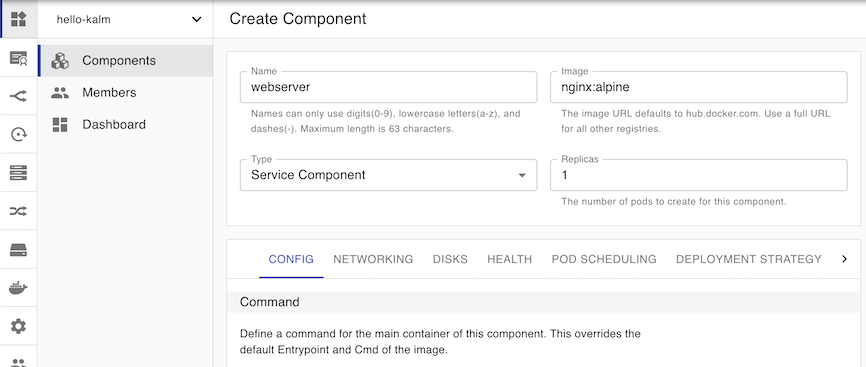 hello-kalm
Create Component
Components
Members
Dashboard
Name
webserver
Names can only use digits(0-9), lowercase letters(a-z), and
dashes(-). Maximum length is 63 characters.
Image
nginx:alpine
The image URL defaults to hub.docker.com. Use a full URL
for all other registries.
Type
Service Component
Replicas
1
The number of pods to create for this component.
CONFIG NETWORKING DISKS HEALTH POD SCHEDULING DEPLOYMENT STRATEGY
Command
Define a command for the main container of this component. This overrides the
default Entrypoint and Cmd of the image.